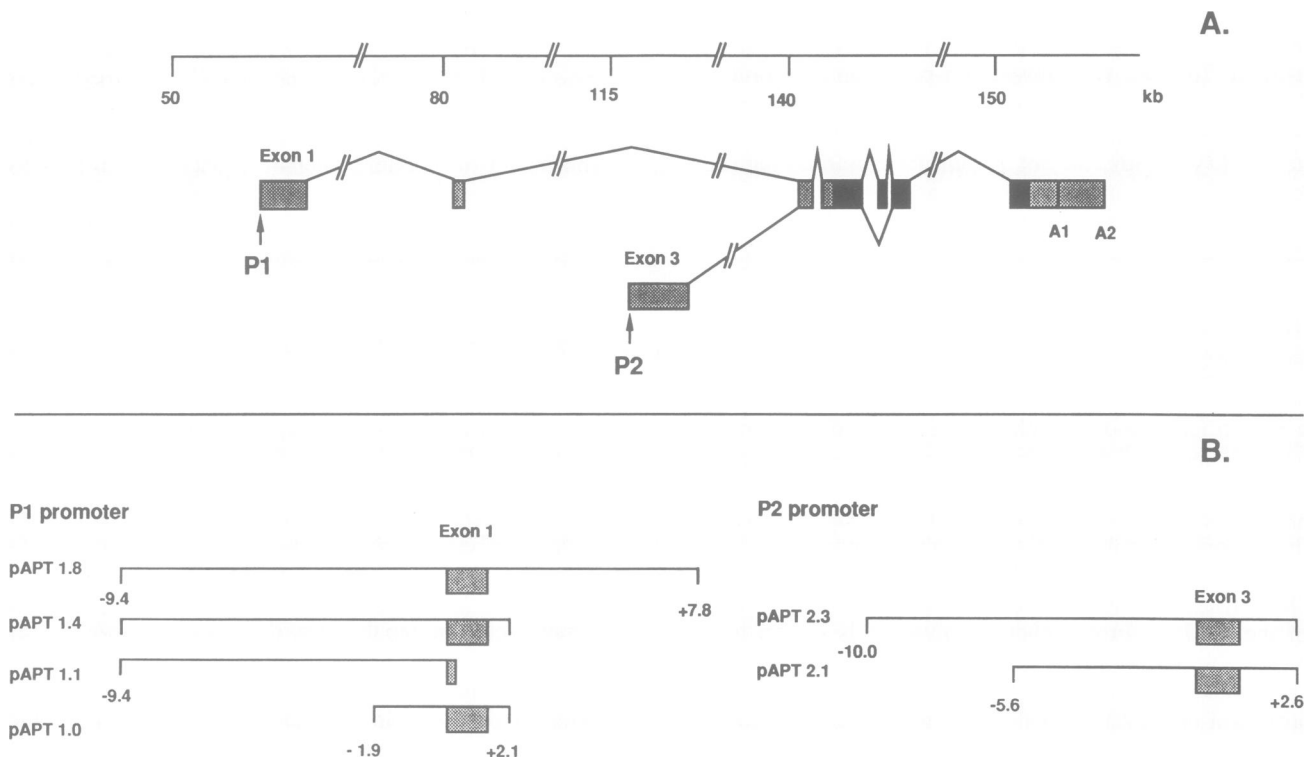 A.
50 80 115 140 150 kb
Exon 1
A1 A2
P1
Exon 3
P2
B.
P1 promoter
Exon 1
pAPT 1.8
-9.4 +7.8
pAPT 1.4
pAPT 1.1
-9.4
pAPT 1.0
- 1.9 +2.1
P2 promoter
Exon 3
pAPT 2.3
-10.0
pAPT 2.1
-5.6 +2.6